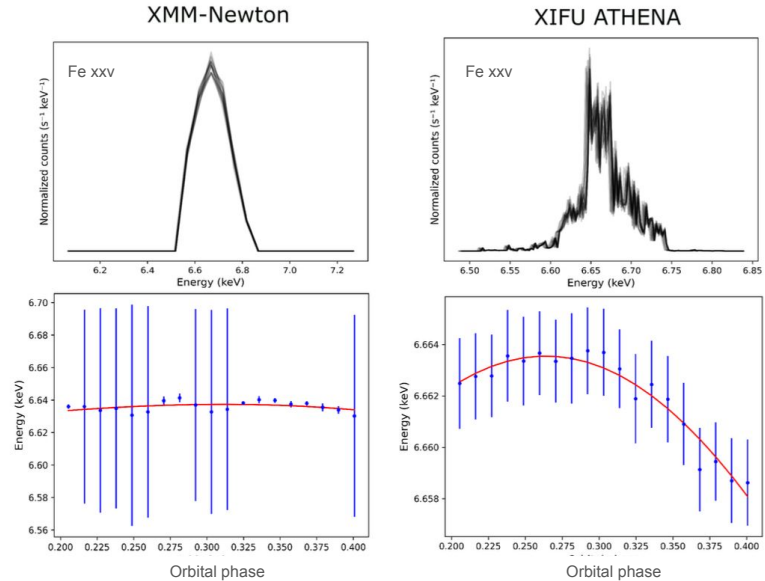 XMM-Newton
XIFU ATHENA
Fe xxv
Normalized counts (s⁻¹ keV⁻¹)
6.2 6.4 6.6 6.8 7.0 7.2
Energy (keV)
Fe xxv
Normalized counts (s⁻¹ keV⁻¹)
6.50 6.55 6.60 6.65 6.70 6.75 6.80 6.85
Energy (keV)
6.70
6.68
6.66
6.64
6.62
6.60
6.58
6.56
Energy (keV)
0.200 0.225 0.250 0.275 0.300 0.325 0.350 0.375 0.400
Orbital phase
6.664
6.662
6.660
6.658
Energy (keV)
0.200 0.225 0.250 0.275 0.300 0.325 0.350 0.375 0.400
Orbital phase